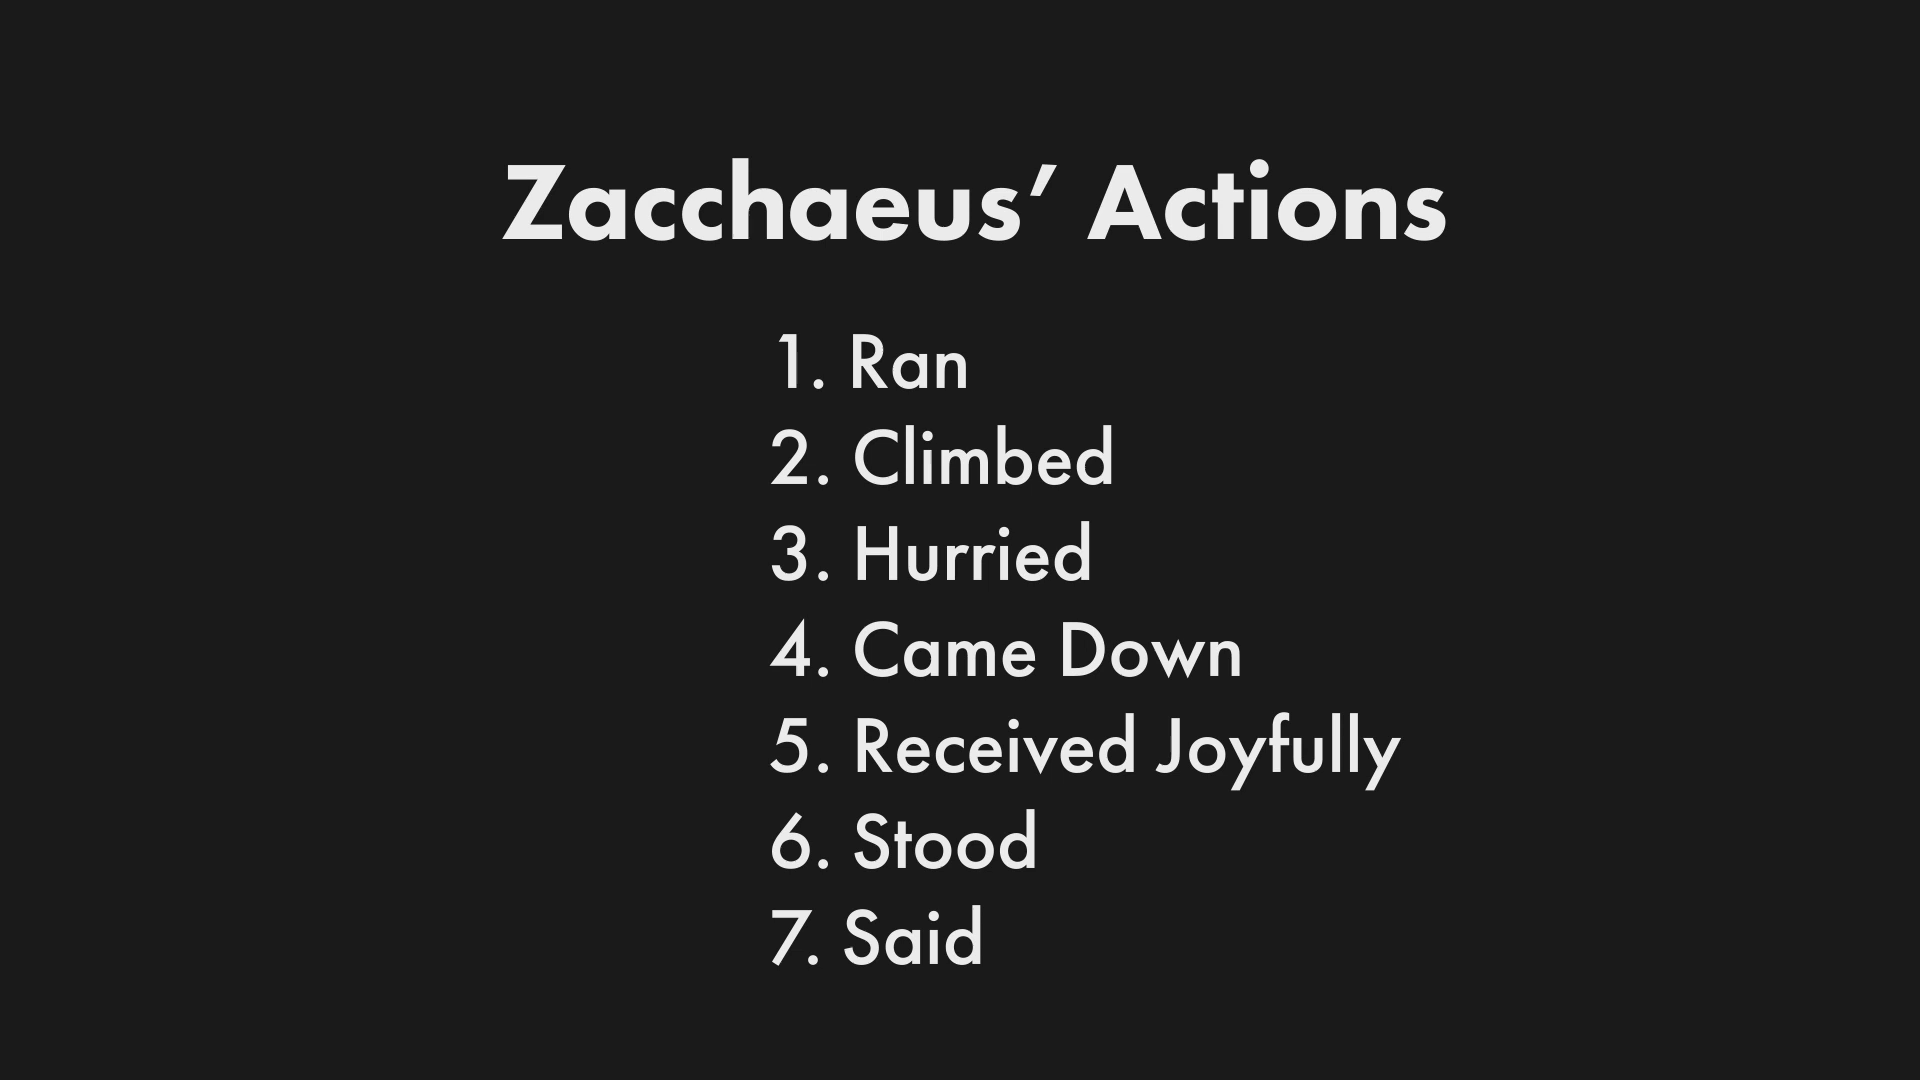 Zacchaeus’ Actions
1. Ran
2. Climbed
3. Hurried
4. Came Down
5. Received Joyfully
6. Stood
7. Said